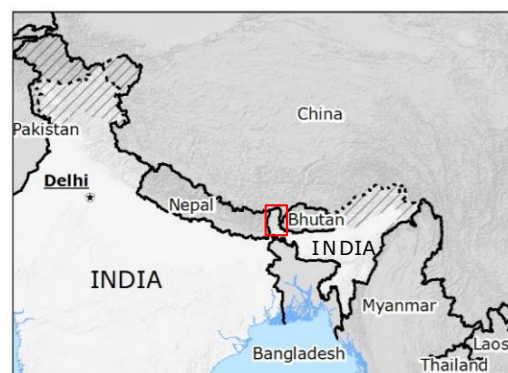 China
Pakistan
Delhi
Nepal
Bhutan
INDIA
INDIA
Myanmar
Laos
Bangladesh
Thailand